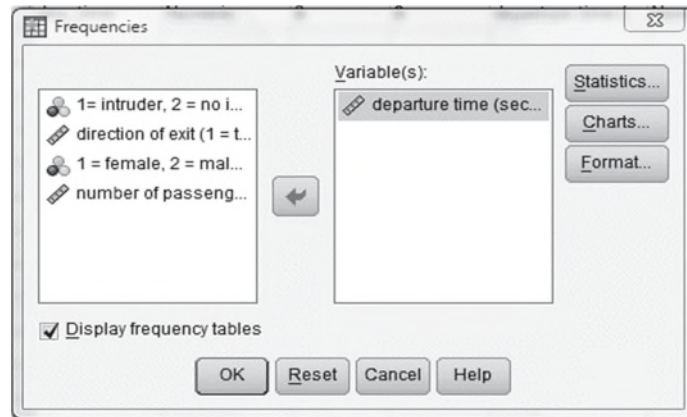 Frequencies
Variable(s):
1= intruder, 2 = no i...
direction of exit (1 = t...
1 = female, 2 = mal...
number of passeng...
departure time (sec...
Statistics...
Charts...
Format...
Display frequency tables
OK
Reset
Cancel
Help